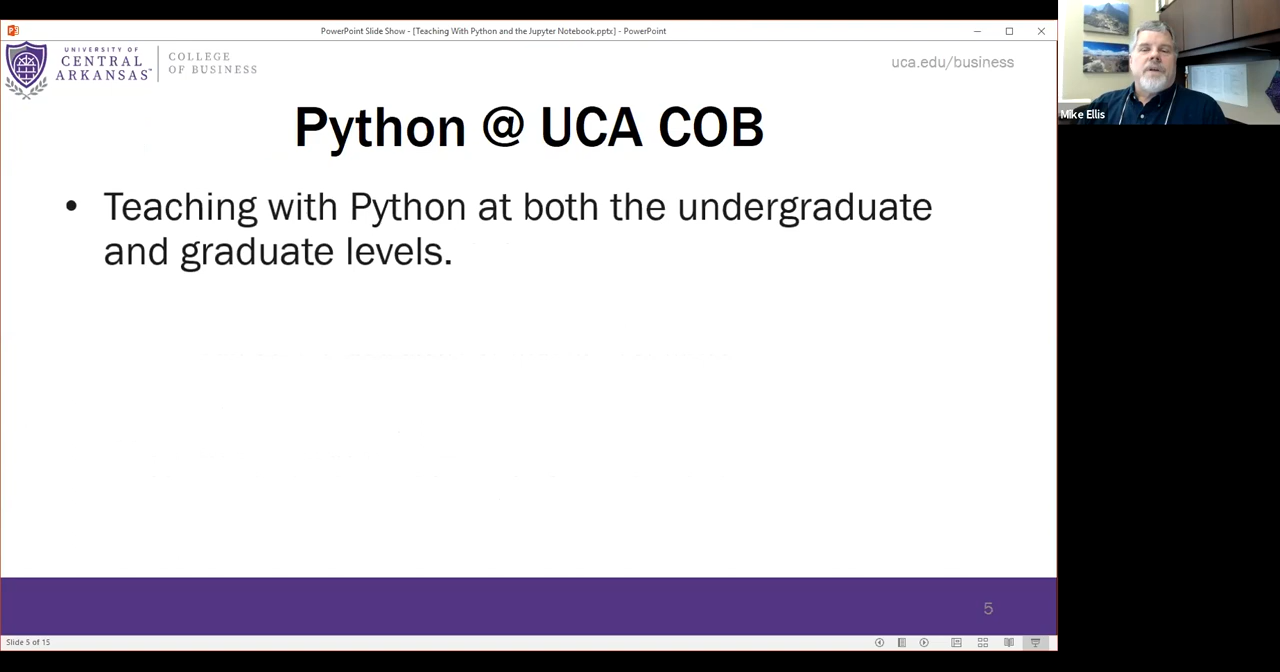 PowerPoint Slide Show - [Teaching With Python and the Jupyter Notebook.pptx] - PowerPoint
UNIVERSITY OF
CENTRAL
ARKANSAS™
COLLEGE
OF BUSINESS
uca.edu/business
Mike Ellis
Python @ UCA COB
• Teaching with Python at both the undergraduate
and graduate levels.
5
Slide 5 of 15